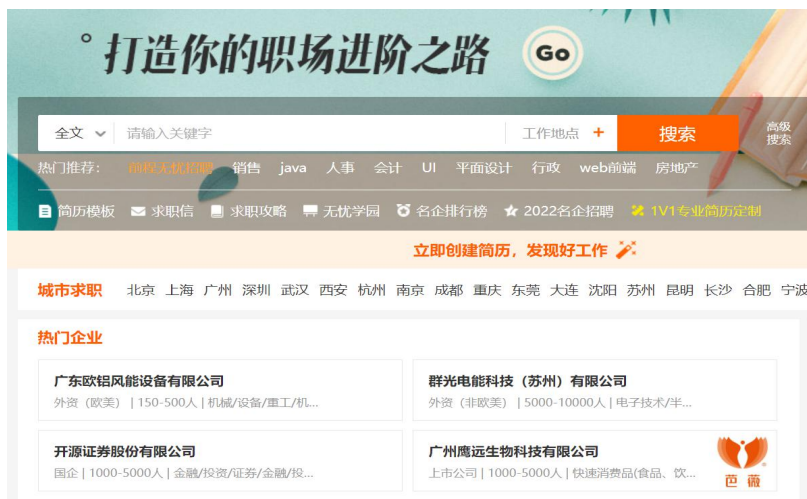 打造你的职场进阶之路 Go
全文 请输入关键字 工作地点 + 搜索 高级搜索
热门推荐： 前程无忧招聘 销售 java 人事 会计 UI 平面设计 行政 web前端 房地产
简历模板 求职信 求职攻略 无忧学园 名企排行榜 2022名企招聘 1V1专业简历定制
立即创建简历，发现好工作
城市求职 北京 上海 广州 深圳 武汉 西安 杭州 南京 成都 重庆 东莞 大连 沈阳 苏州 昆明 长沙 合肥 宁波
热门企业
广东欧铝风能设备有限公司 群光电能科技（苏州）有限公司
外资（欧美） | 150-500人 | 机械/设备/重工/机... 外资（非欧美） | 5000-10000人 | 电子技术/半...
开源证券股份有限公司 广州鹰远生物科技有限公司
国企 | 1000-5000人 | 金融/投资/证券/金融/投... 上市公司 | 1000-5000人 | 快速消费品(食品、饮...
芭薇